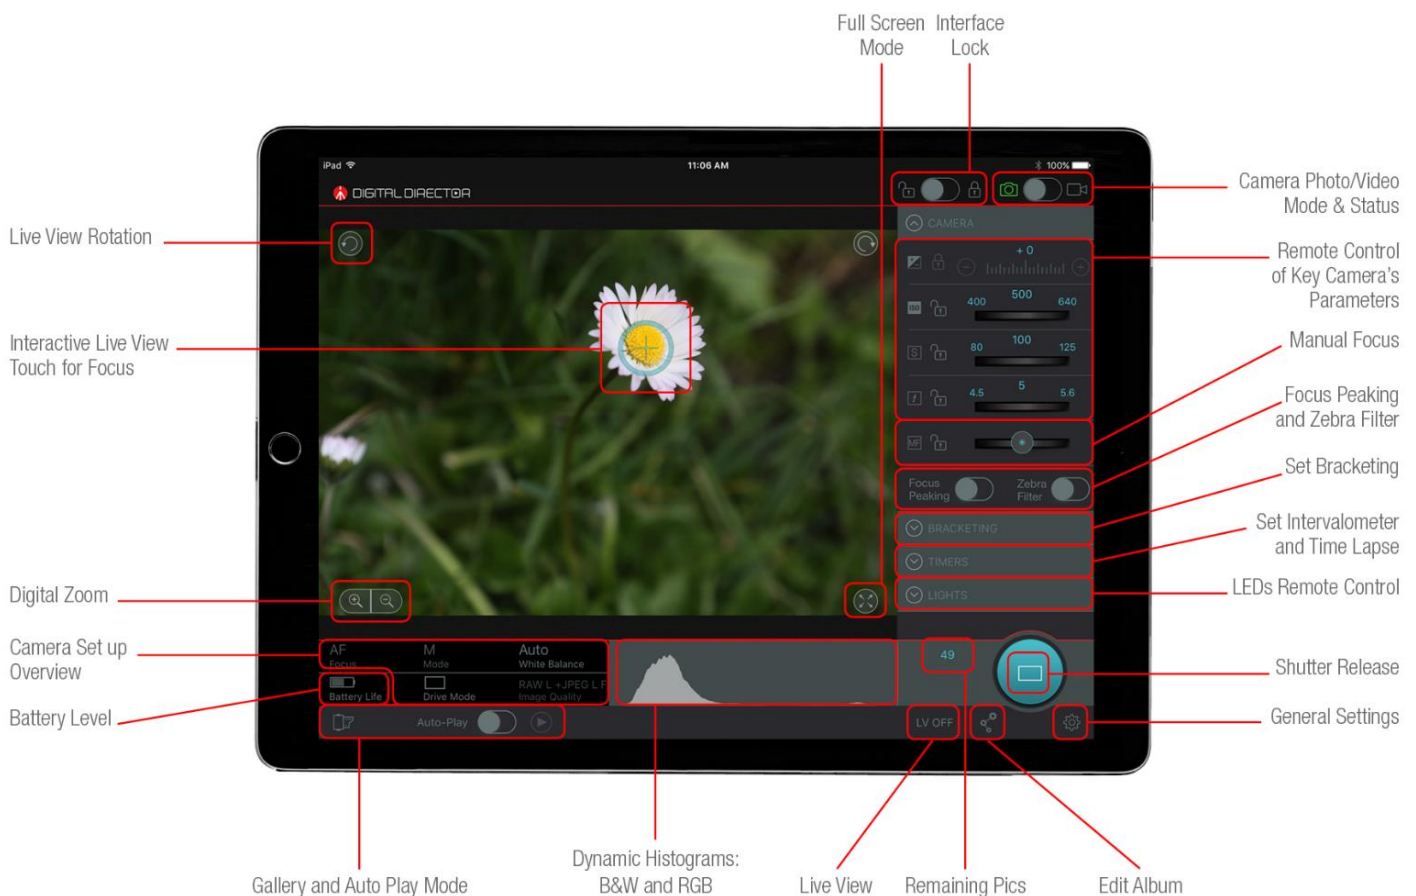 Full Screen Mode
Interface Lock
iPad
11:06 AM
100%
DIGITAL DIRECTOR
Camera Photo/Video
Mode & Status
CAMERA
Live View Rotation
+ 0
Remote Control
of Key Camera's
Parameters
ISO
400 500 640
Interactive Live View
Touch for Focus
S
80 100 125
Manual Focus
f
4.5 5 5.6
Focus Peaking
and Zebra Filter
MF
Focus
Peaking
Zebra
Filter
Set Bracketing
BRACKETING
Set Intervalometer
and Time Lapse
TIMERS
Digital Zoom
LIGHTS
LEDs Remote Control
Camera Set up
Overview
AF
Focus
M
Mode
Auto
White Balance
49
Shutter Release
Battery Level
Battery Life
Drive Mode
RAW L +JPEG L F
Image Quality
Auto-Play
LV OFF
General Settings
Gallery and Auto Play Mode
Dynamic Histograms:
B&W and RGB
Live View
Remaining Pics
Edit Album